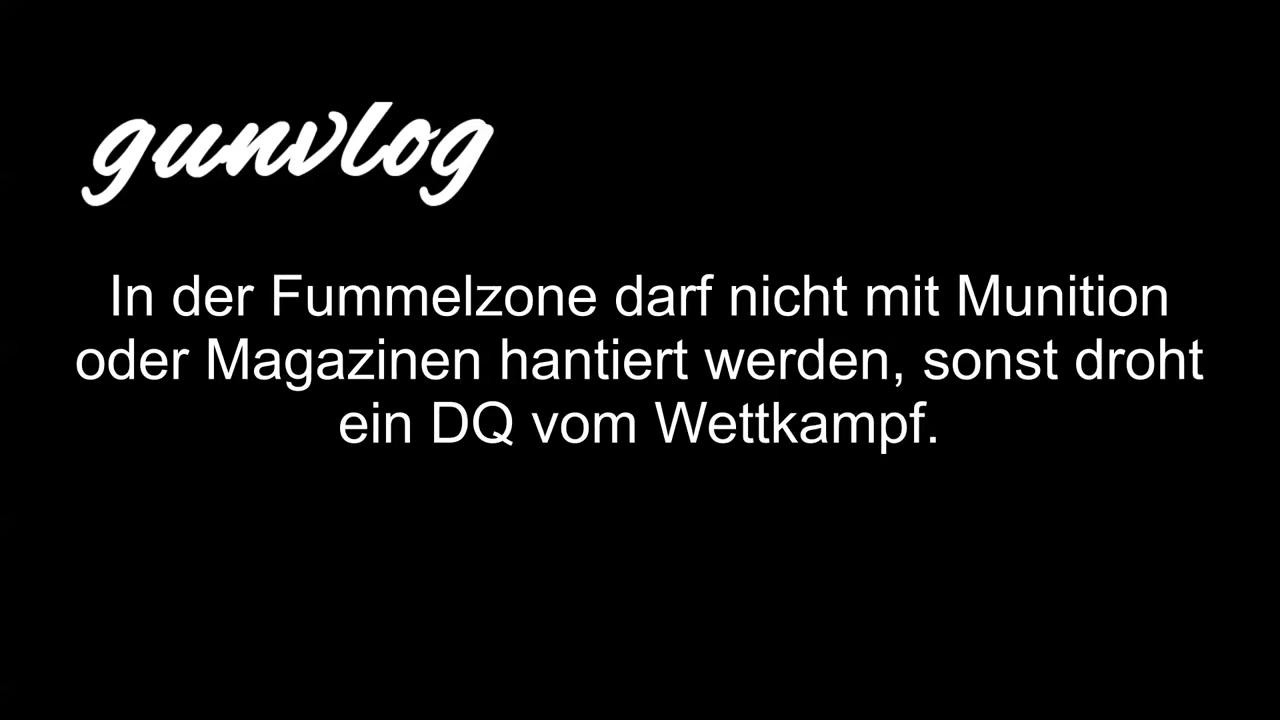 gunvlog
In der Fummelzone darf nicht mit Munition
oder Magazinen hantiert werden, sonst droht
ein DQ vom Wettkampf.